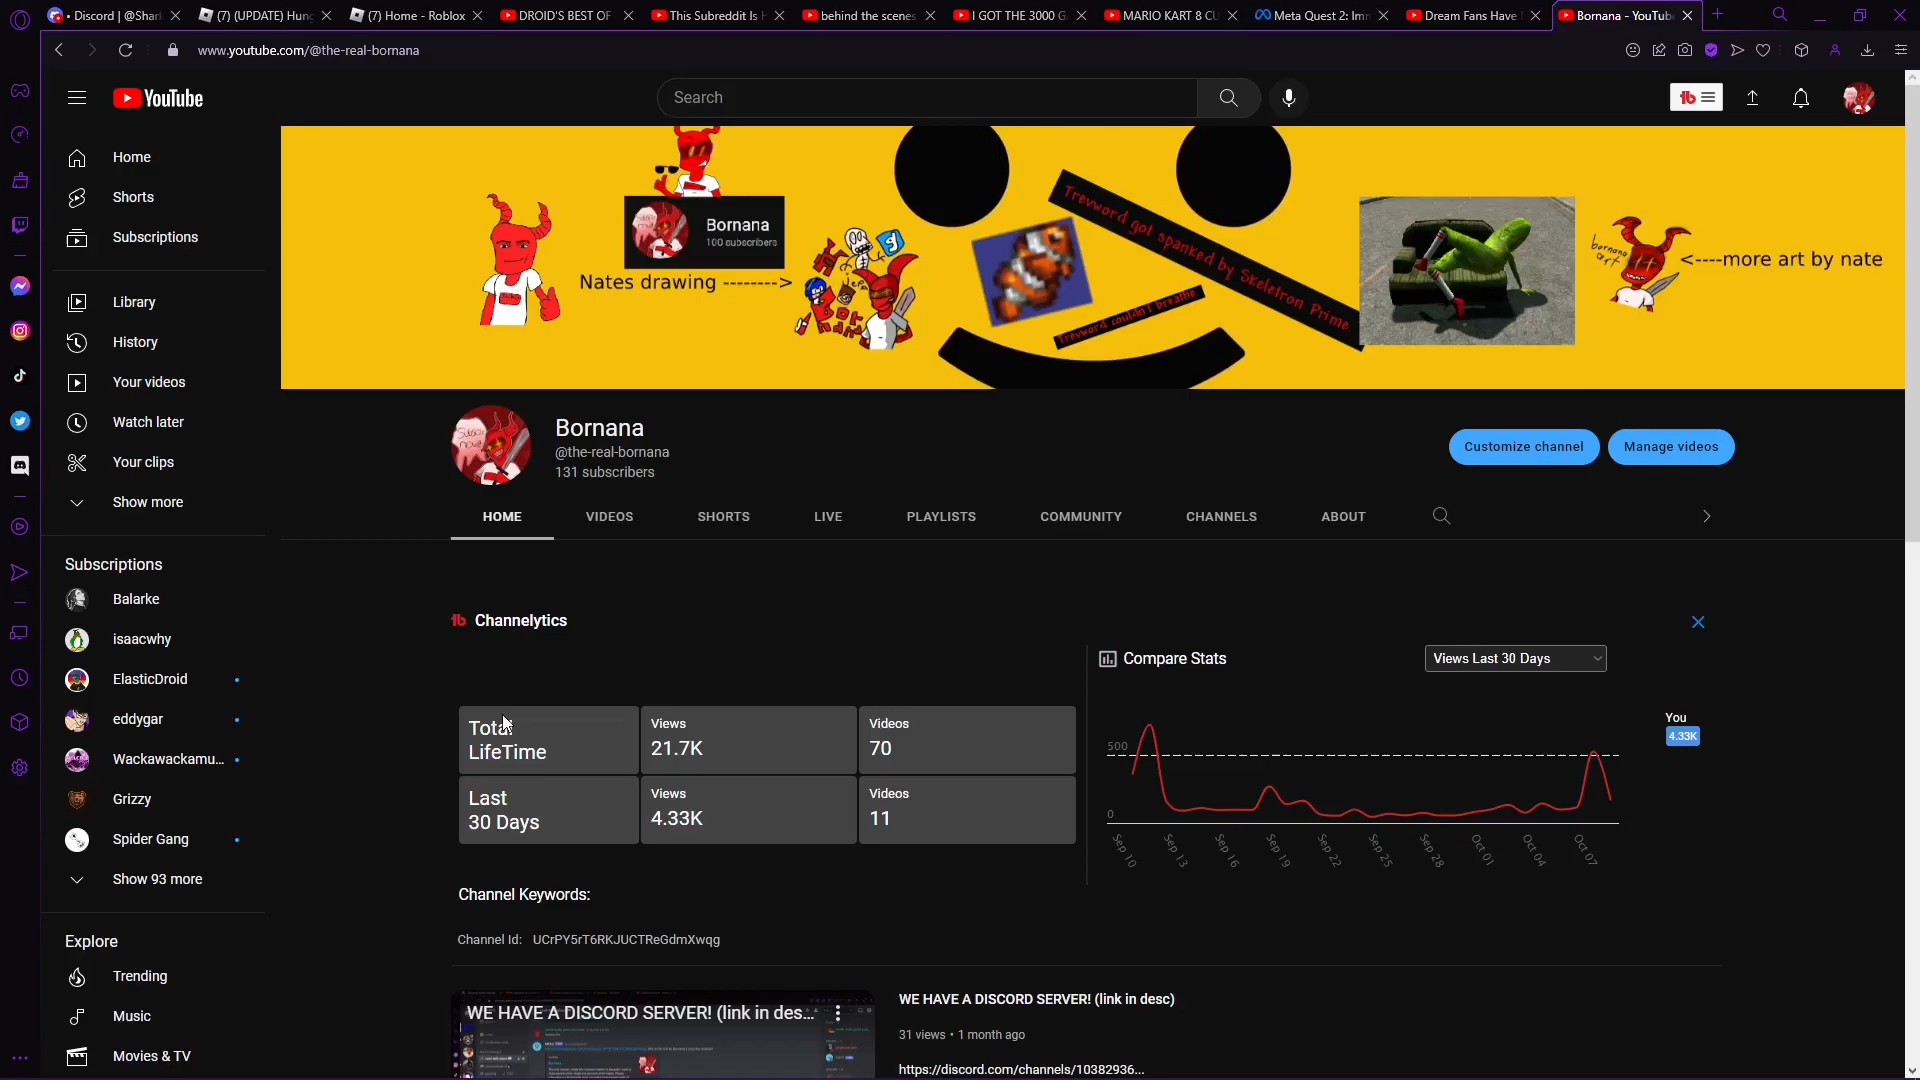 • Discord | @Shark
(7) (UPDATE) Hung
(7) Home - Roblox
DROID'S BEST OF
This Subreddit Is
behind the scenes
I GOT THE 3000 G
MARIO KART 8 CU
Meta Quest 2: Imm
Dream Fans Have
Bornana - YouTub
www.youtube.com/@the-real-bornana
YouTube
Search
tb
Home
Shorts
Subscriptions
Library
History
Your videos
Watch later
Your clips
Show more
Subscriptions
Balarke
isaacwhy
ElasticDroid
eddygar
Wackawackamu...
Grizzy
Spider Gang
Show 93 more
Explore
Trending
Music
Movies & TV
Bornana
100 subscribers
Nates drawing ------->
Trevword got spanked by Skeletron Prime.
Trevword couldn't breathe.
bornana
art
<----more art by nate
Bornana
@the-real-bornana
131 subscribers
Customize channel
Manage videos
HOME
VIDEOS
SHORTS
LIVE
PLAYLISTS
COMMUNITY
CHANNELS
ABOUT
tb Channelytics
Total
LifeTime
Views
21.7K
Videos
70
Last
30 Days
Views
4.33K
Videos
11
Compare Stats
Views Last 30 Days
500
0
Sep 10
Sep 13
Sep 16
Sep 19
Sep 22
Sep 25
Sep 28
Oct 01
Oct 04
Oct 07
You
4.33K
Channel Keywords:
Channel Id: UCrPY5rT6RKJUCTReGdmXwqg
WE HAVE A DISCORD SERVER! (link in des...
WE HAVE A DISCORD SERVER! (link in desc)
31 views • 1 month ago
https://discord.com/channels/10382936...